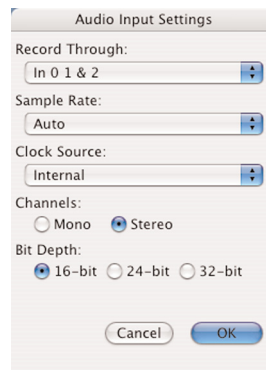 Audio Input Settings
Record Through:
In 0 1 & 2
Sample Rate:
Auto
Clock Source:
Internal
Channels:
Mono Stereo
Bit Depth:
16-bit 24-bit 32-bit
Cancel OK